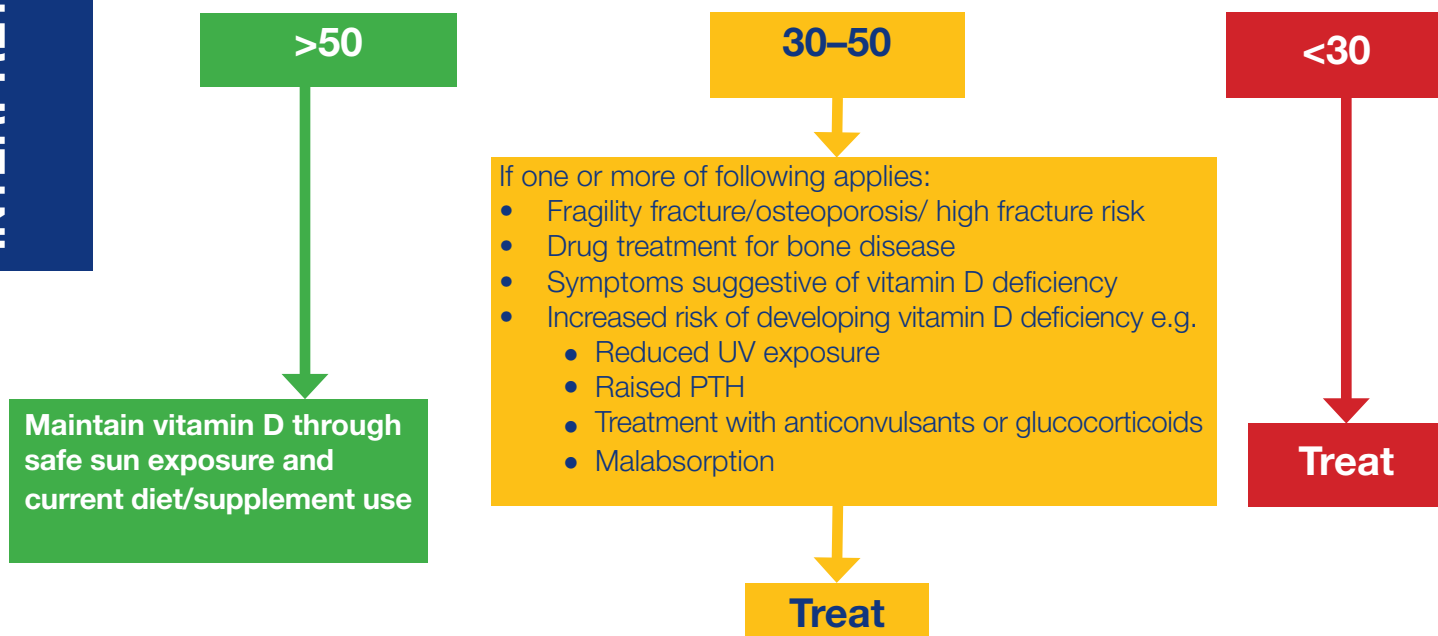 >50
30–50
<30
If one or more of following applies:
• Fragility fracture/osteoporosis/ high fracture risk
• Drug treatment for bone disease
• Symptoms suggestive of vitamin D deficiency
• Increased risk of developing vitamin D deficiency e.g.
• Reduced UV exposure
• Raised PTH
• Treatment with anticonvulsants or glucocorticoids
• Malabsorption
Maintain vitamin D through
safe sun exposure and
current diet/supplement use
Treat
Treat